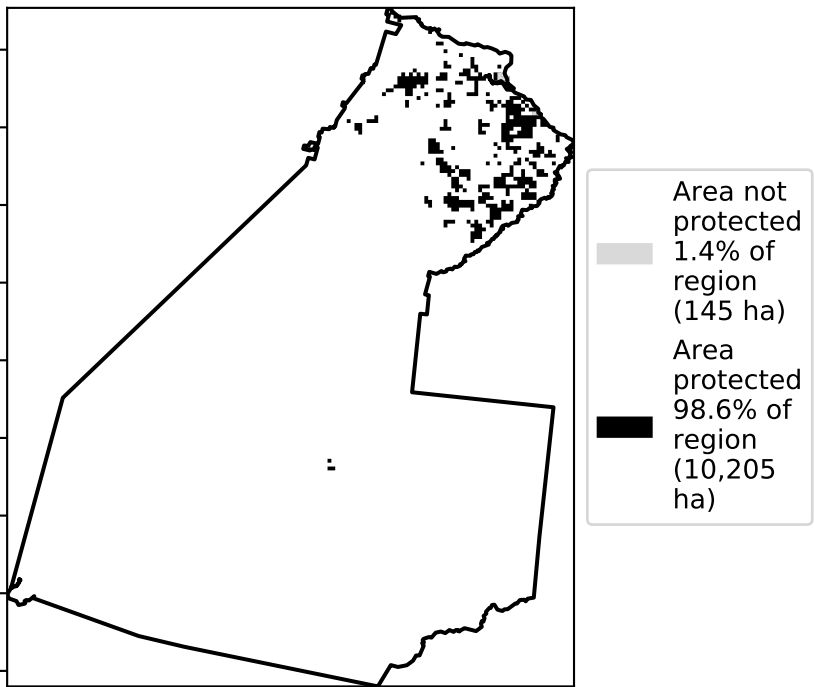 Area not
protected
1.4% of
region
(145 ha)
Area
protected
98.6% of
region
(10,205
ha)